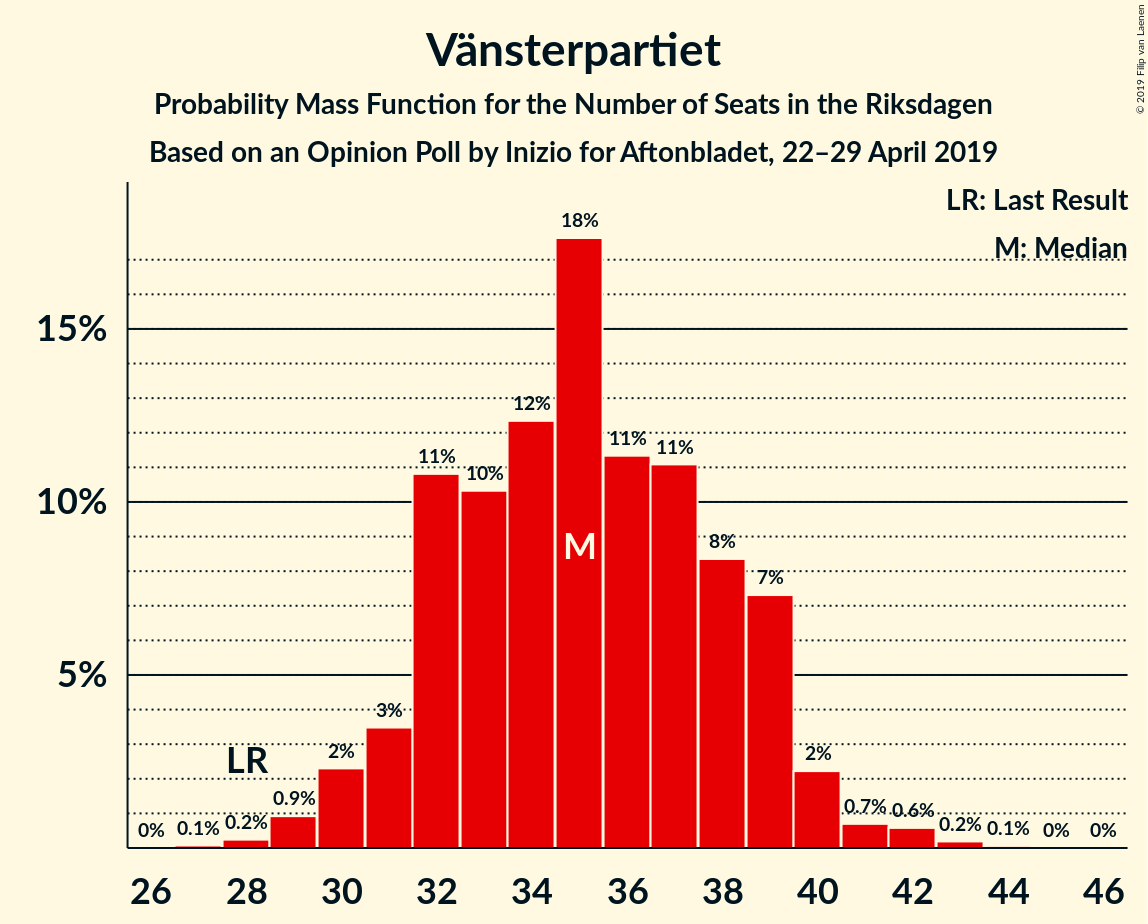 Vänsterpartiet
Probability Mass Function for the Number of Seats in the Riksdagen
Based on an Opinion Poll by Inizio for Aftonbladet, 22–29 April 2019
© 2019 Filip van Laenen
LR: Last Result
M: Median
15%
10%
5%
0%
0.1%
0.2%
LR
0.9%
2%
3%
11%
10%
12%
18%
M
11%
11%
8%
7%
2%
0.7%
0.6%
0.2%
0.1%
0%
0%
26 28 30 32 34 36 38 40 42 44 46